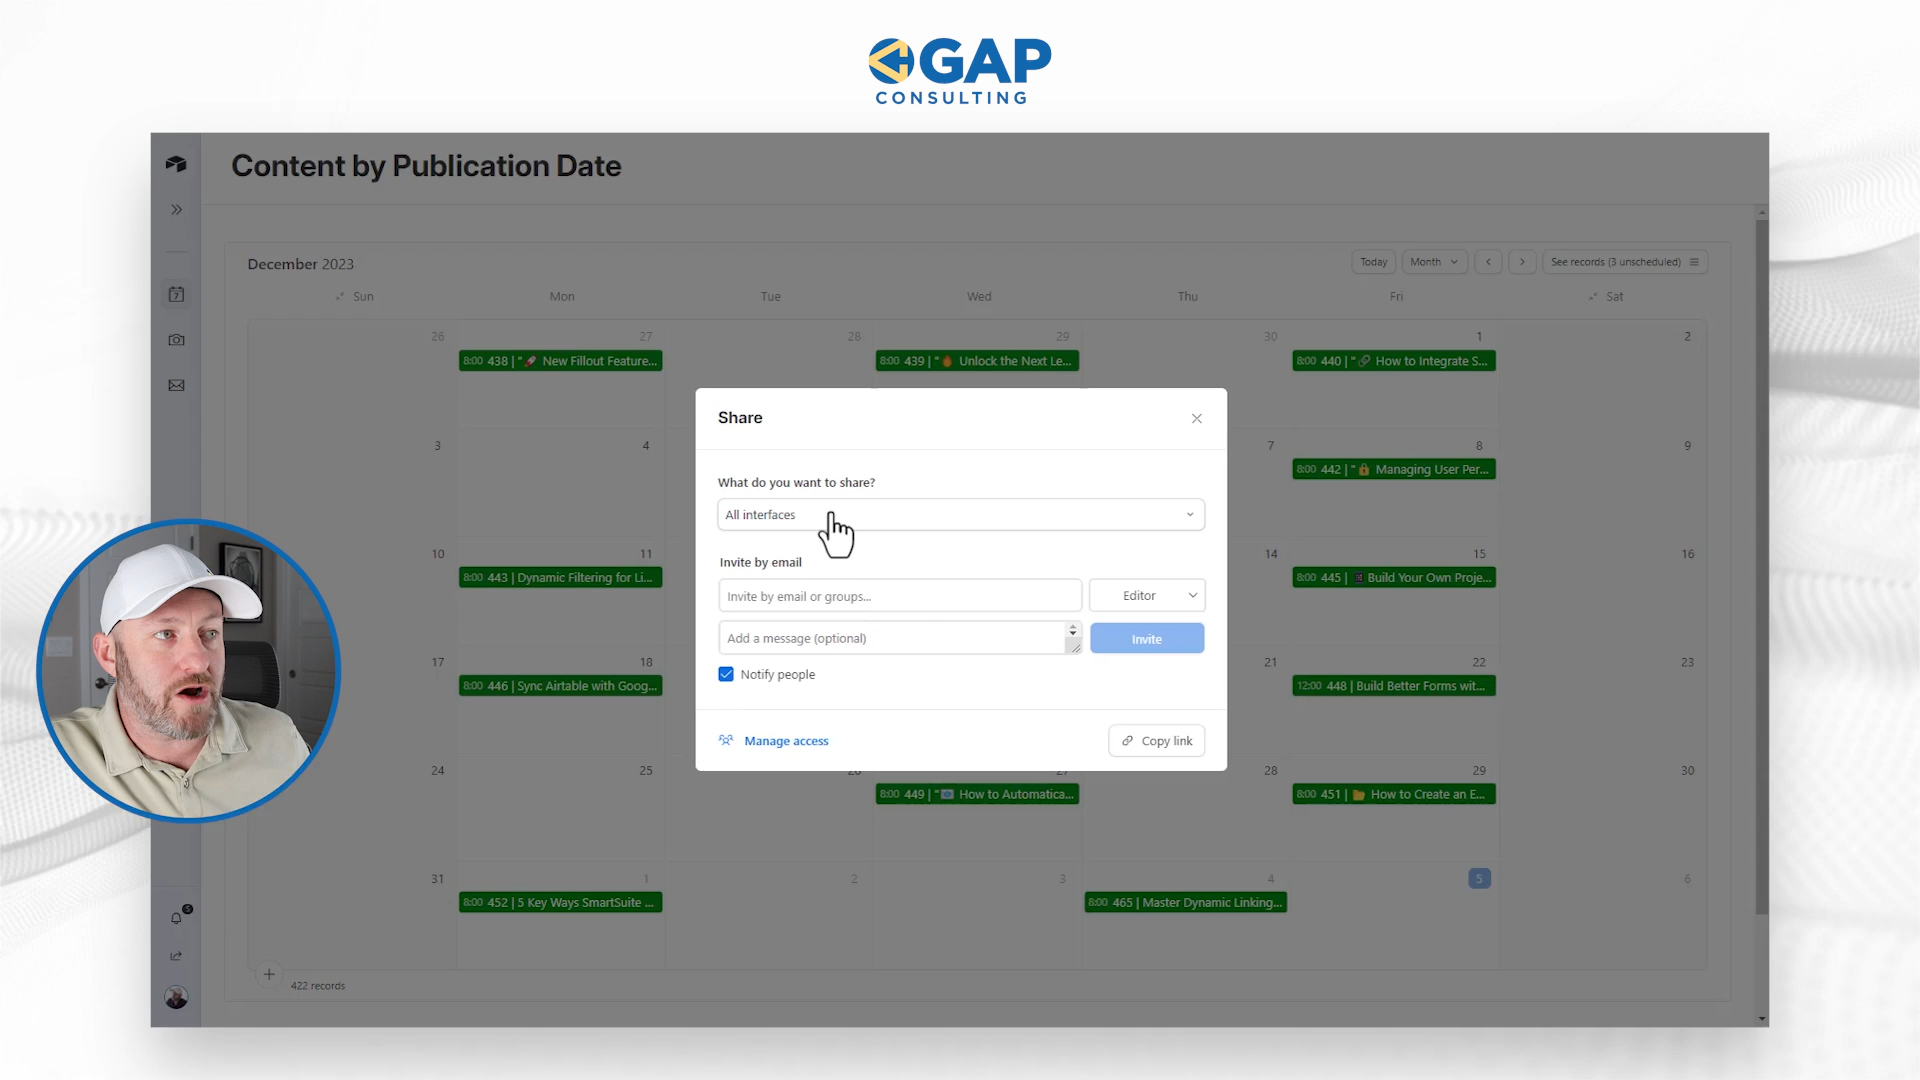 GAP
CONSULTING
Content by Publication Date
December 2023
Today
Month
See records (3 unscheduled)
Sun
Mon
Tue
Wed
Thu
Fri
Sat
26
27
28
29
30
1
2
8:00 438 | "🚀 New Fillout Feature...
8:00 439 | "🔥 Unlock the Next Le...
8:00 440 | "🔗 How to Integrate S...
3
4
7
8
9
8:00 442 | "🔒 Managing User Per...
10
11
14
15
16
8:00 443 | Dynamic Filtering for Li...
8:00 445 | Build Your Own Proje...
17
18
21
22
23
8:00 446 | Sync Airtable with Goog...
12:00 448 | Build Better Forms wit...
24
25
26
27
28
29
30
8:00 449 | "📧 How to Automatica...
8:00 451 | 📂 How to Create an E...
31
1
2
3
4
5
6
8:00 452 | 5 Key Ways SmartSuite ...
8:00 465 | Master Dynamic Linking...
422 records
Share
What do you want to share?
All interfaces
Invite by email
Invite by email or groups...
Editor
Add a message (optional)
Invite
Notify people
Manage access
Copy link